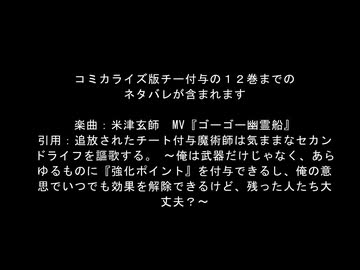 コミカライズ版チー付与の１２巻までの
ネタバレが含まれます
楽曲：米津玄師　MV『ゴーゴー幽霊船』
引用：追放されたチート付与魔術師は気ままなセカン
ドライフを謳歌する。 ～俺は武器だけじゃなく、あら
ゆるものに『強化ポイント』を付与できるし、俺の意
思でいつでも効果を解除できるけど、残った人たち大
丈夫？～